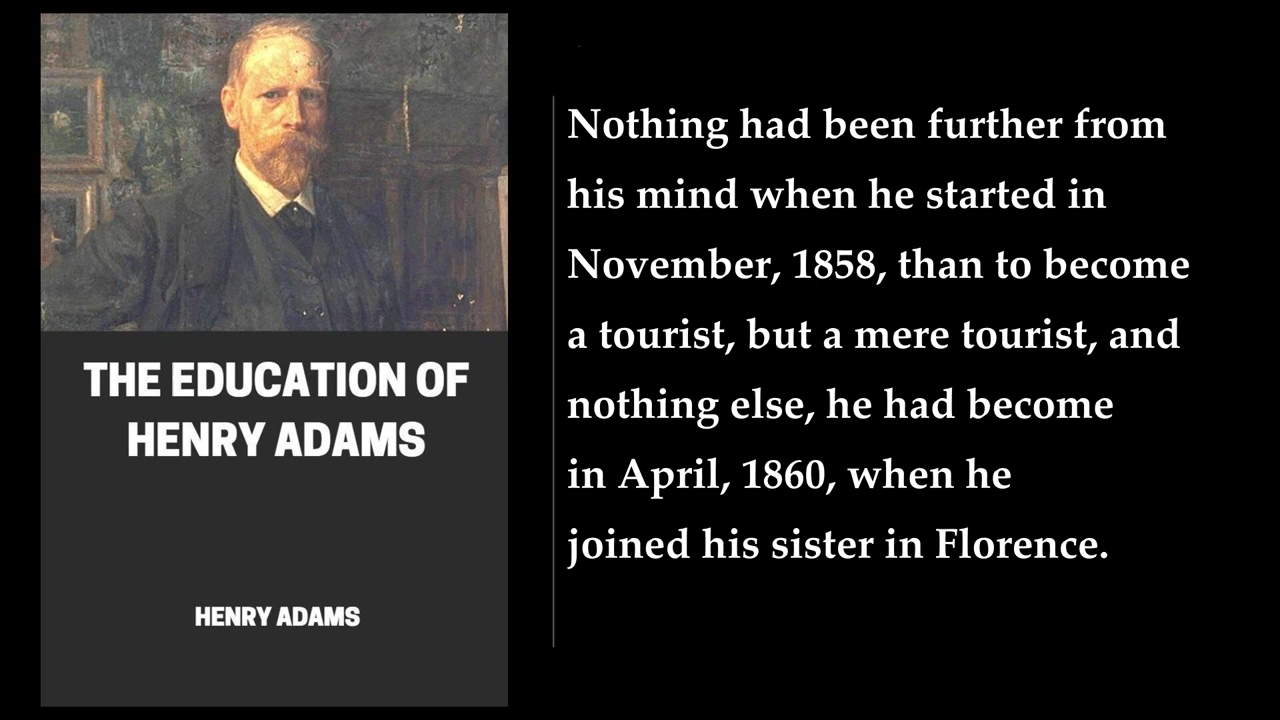 THE EDUCATION OF
HENRY ADAMS
HENRY ADAMS
Nothing had been further from
his mind when he started in
November, 1858, than to become
a tourist, but a mere tourist, and
nothing else, he had become
in April, 1860, when he
joined his sister in Florence.